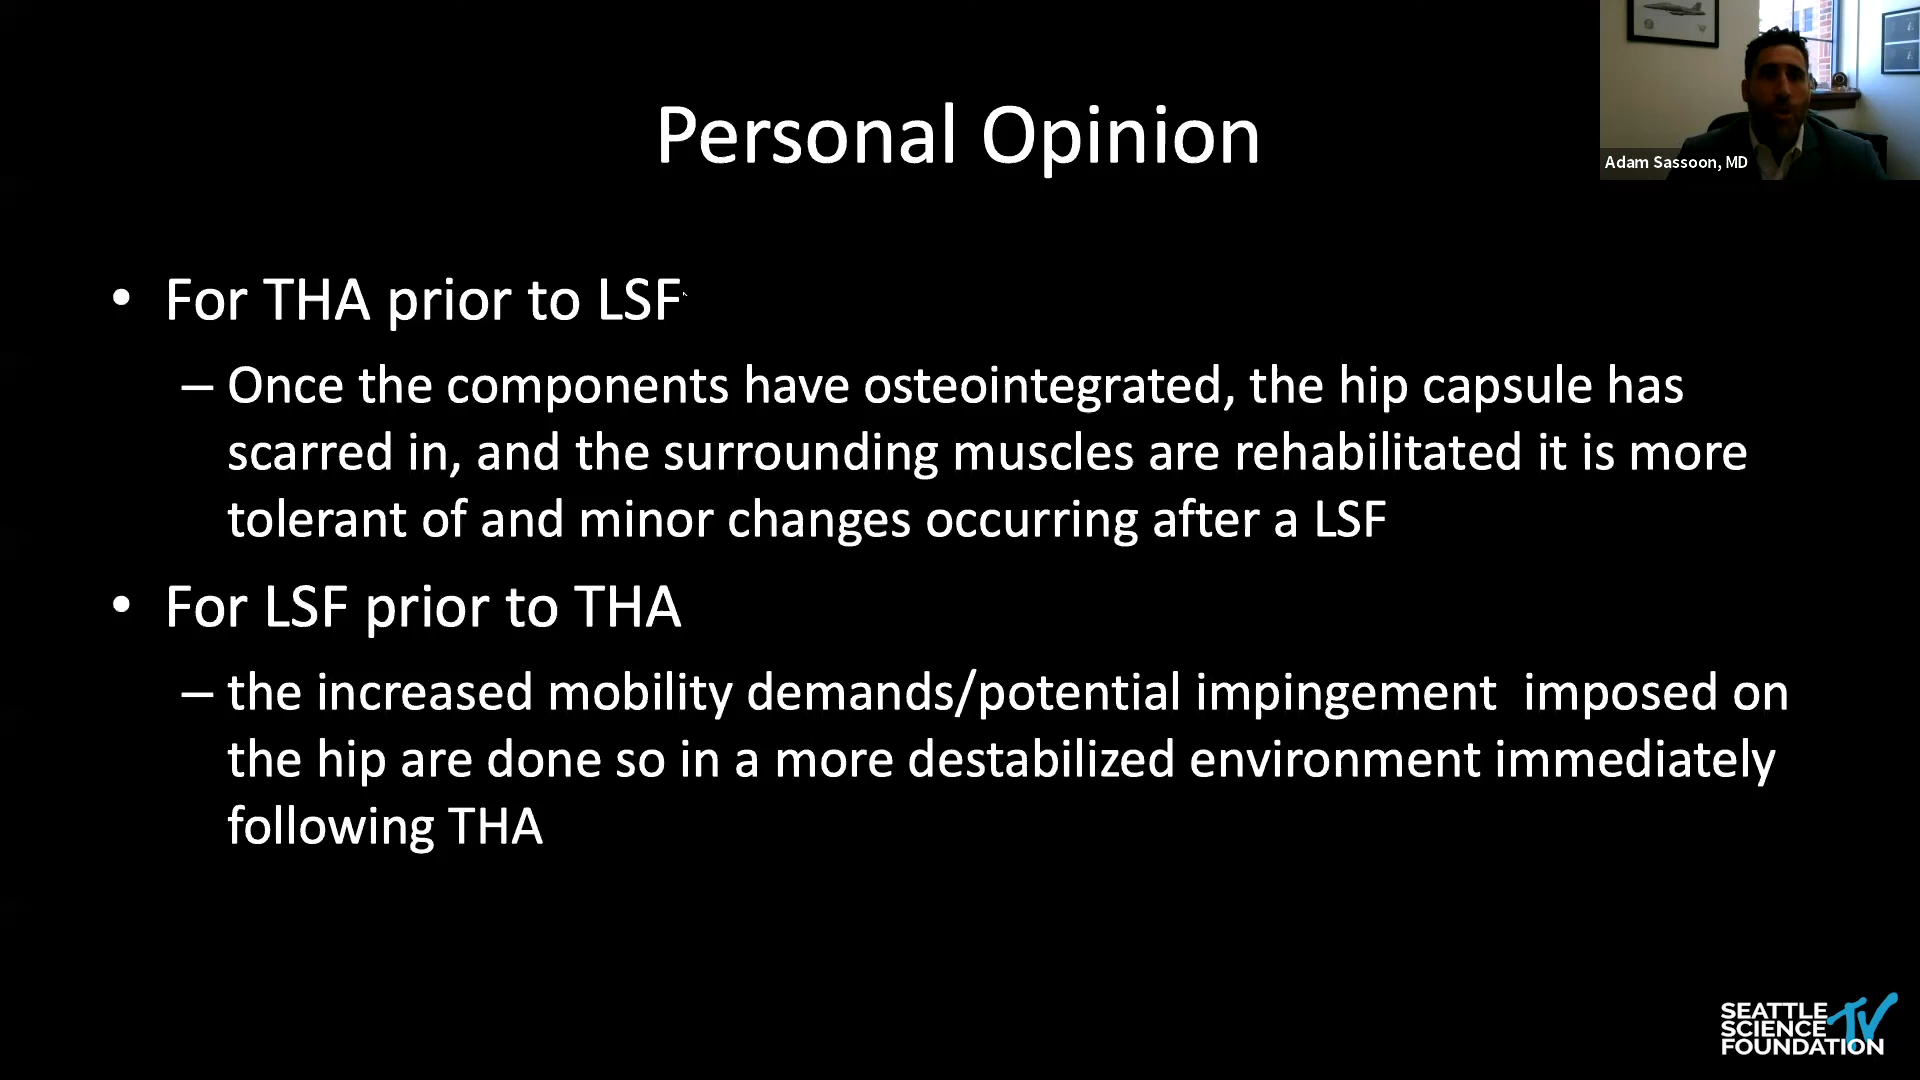 Personal Opinion
Adam Sassoon, MD
• For THA prior to LSF
– Once the components have osteointegrated, the hip capsule has
scarred in, and the surrounding muscles are rehabilitated it is more
tolerant of and minor changes occurring after a LSF
• For LSF prior to THA
– the increased mobility demands/potential impingement  imposed on
the hip are done so in a more destabilized environment immediately
following THA
SEATTLE
SCIENCE
FOUNDATION
TV